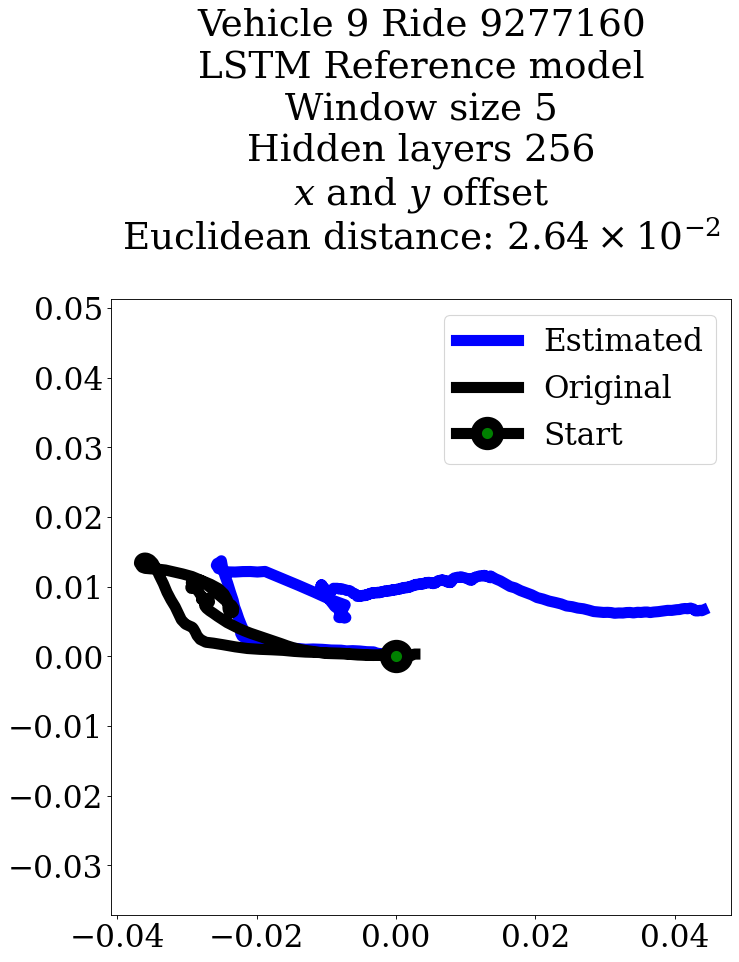 Vehicle 9 Ride 9277160
LSTM Reference model
Window size 5
Hidden layers 256
x and y offset
Euclidean distance: 2.64 × 10⁻²
Estimated
Original
Start
0.05
0.04
0.03
0.02
0.01
0.00
−0.01
−0.02
−0.03
−0.04 −0.02 0.00 0.02 0.04